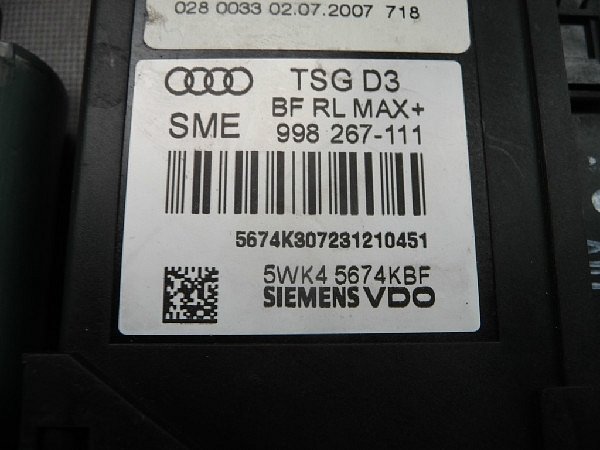 028 0033 02.07.2007 718
TSG D3
BF RL MAX+
SME 998 267-111
5674K307231210451
5WK4 5674KBF
SIEMENS VDO